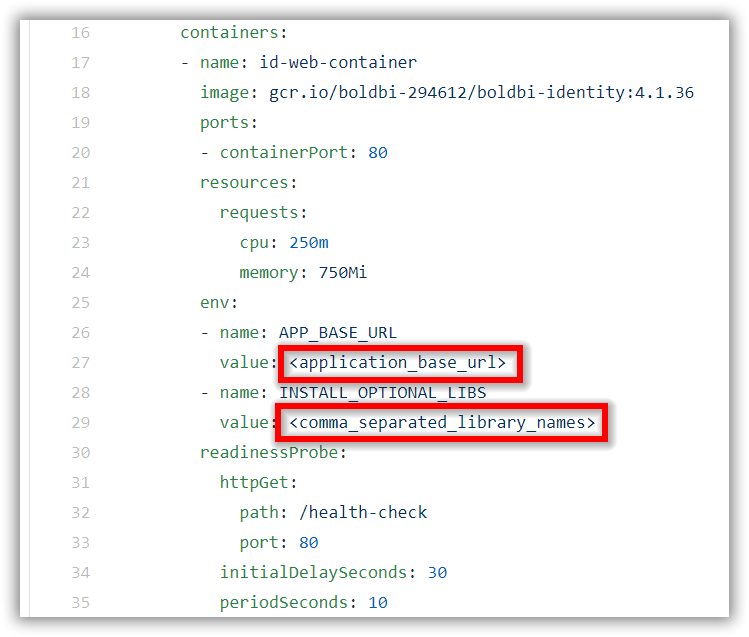 16 containers:
17 - name: id-web-container
18 image: gcr.io/boldbi-294612/boldbi-identity:4.1.36
19 ports:
20 - containerPort: 80
21 resources:
22 requests:
23 cpu: 250m
24 memory: 750Mi
25 env:
26 - name: APP_BASE_URL
27 value: <application_base_url>
28 - name: INSTALL_OPTIONAL_LIBS
29 value: <comma_separated_library_names>
30 readinessProbe:
31 httpGet:
32 path: /health-check
33 port: 80
34 initialDelaySeconds: 30
35 periodSeconds: 10